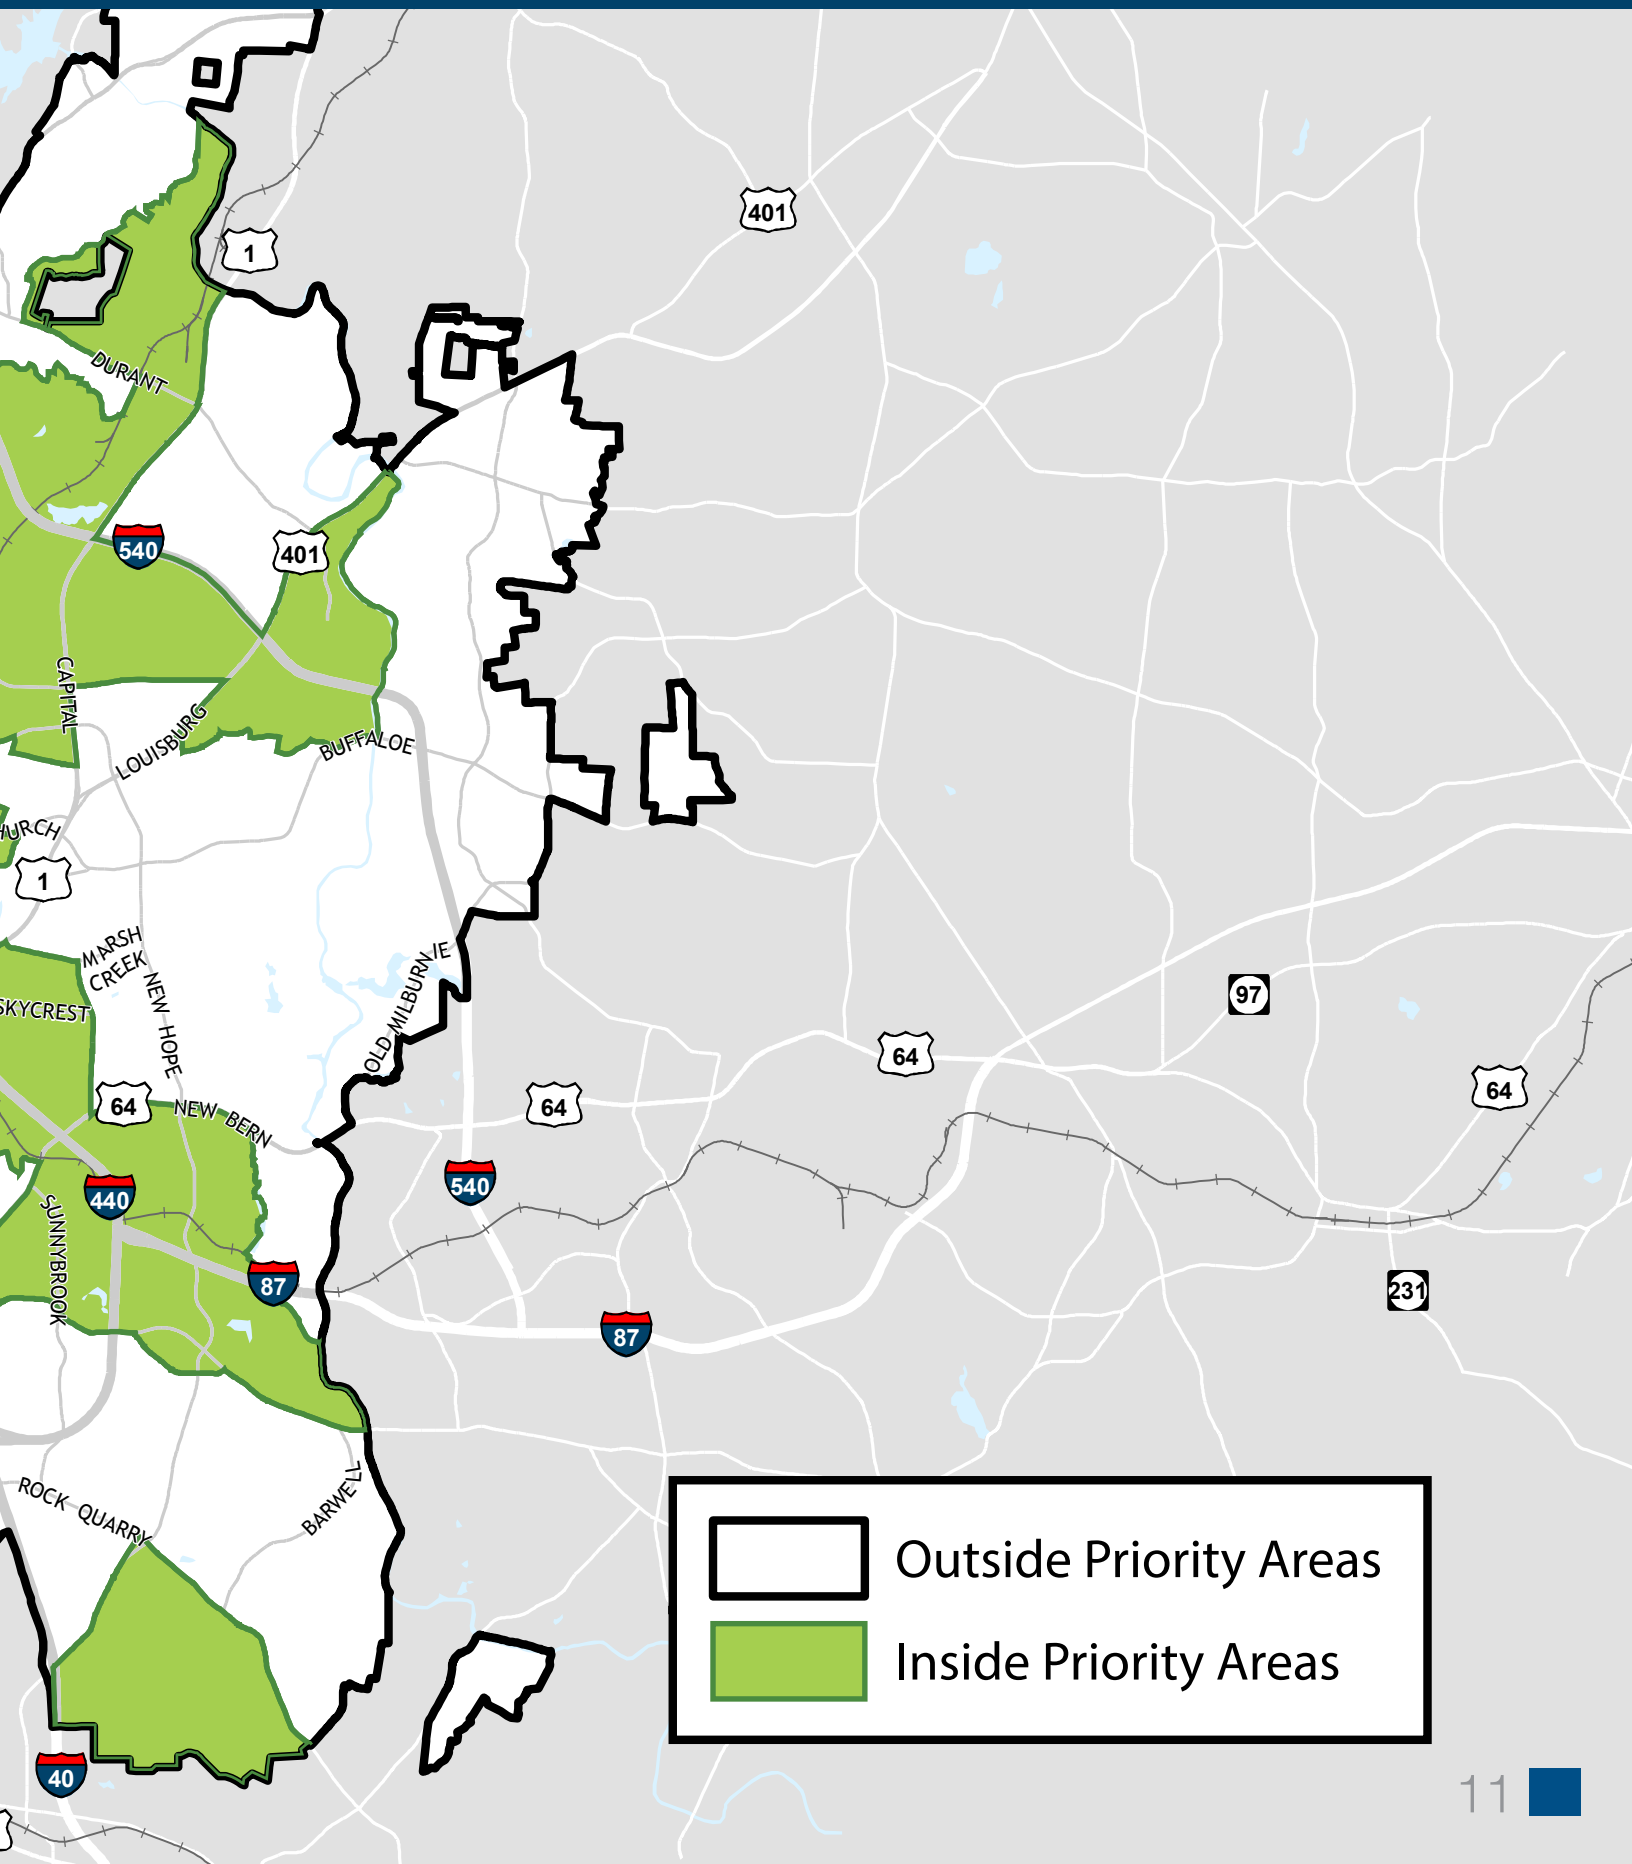 401
1
DURANT
540
401
CAPITAL
LOUISBURG
BUFFALOE
HURCH
1
MARSH
CREEK
OLD MILBURNIE
SKYCREST
NEW HOPE
97
64
64
64
64
NEW BERN
440
540
SUNNYBROOK
87
231
87
ROCK QUARRY
BARWELL
Outside Priority Areas
Inside Priority Areas
40
11